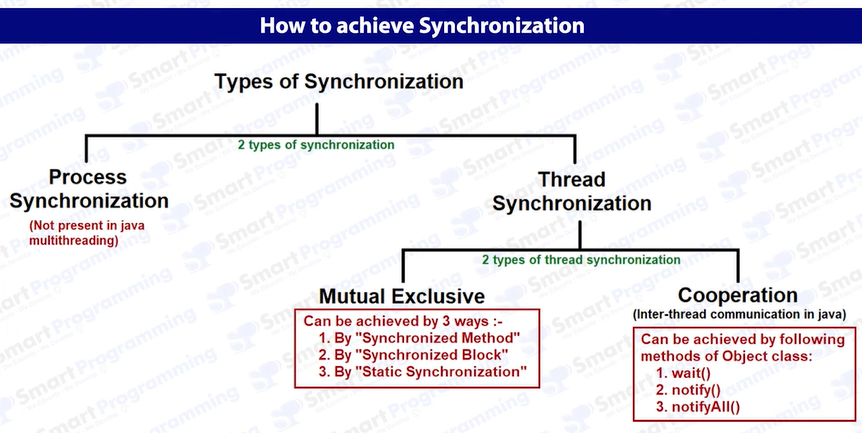 How to achieve Synchronization
Types of Synchronization
2 types of synchronization
Process
Synchronization
(Not present in java
multithreading)
Thread
Synchronization
2 types of thread synchronization
Mutual Exclusive
Can be achieved by 3 ways :-
1. By "Synchronized Method"
2. By "Synchronized Block"
3. By "Static Synchronization"
Cooperation
(Inter-thread communication in java)
Can be achieved by following
methods of Object class:
1. wait()
2. notify()
3. notifyAll()
Smart Programming